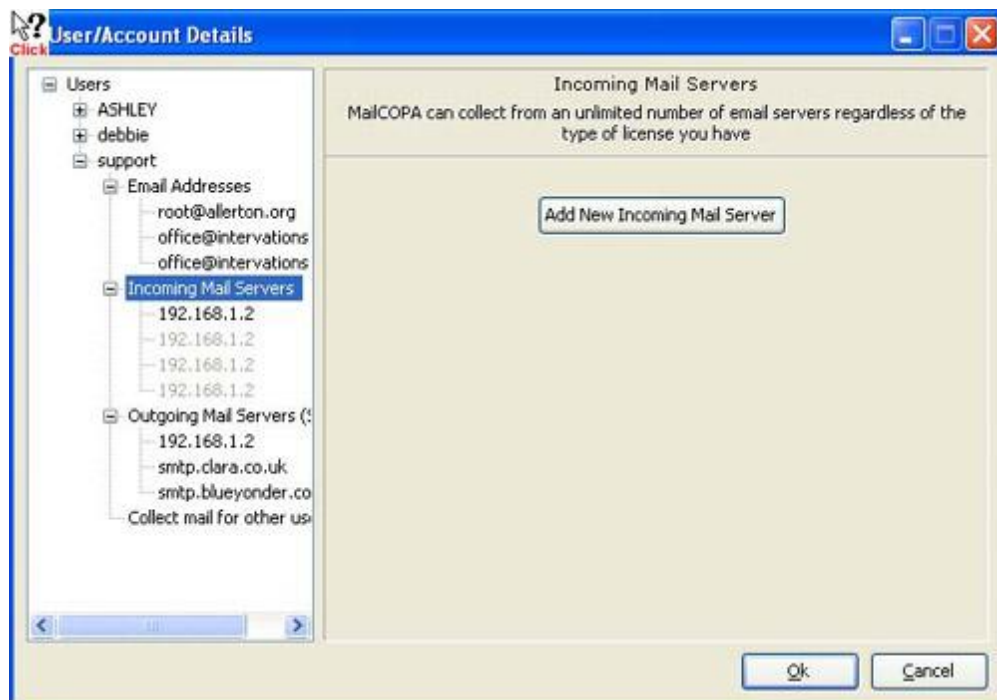 ?
Click
User/Account Details
Users
ASHLEY
debbie
support
Email Addresses
root@allerton.org
office@intervations
office@intervations
Incoming Mail Servers
192.168.1.2
192.168.1.2
192.168.1.2
192.168.1.2
Outgoing Mail Servers (S
192.168.1.2
smtp.clara.co.uk
smtp.blueyonder.co
Collect mail for other use
Incoming Mail Servers
MailCOPA can collect from an unlimited number of email servers regardless of the
type of license you have
Add New Incoming Mail Server
Ok
Cancel